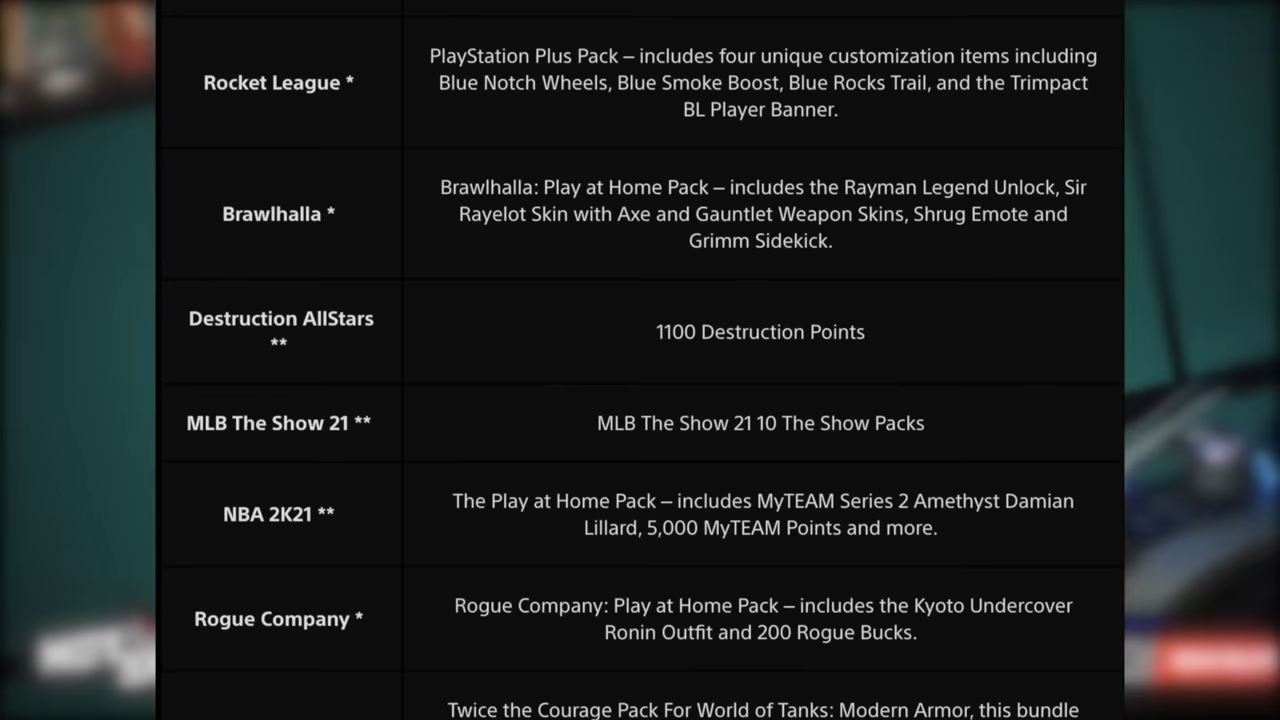 PlayStation Plus Pack – includes four unique customization items including
Rocket League *
Blue Notch Wheels, Blue Smoke Boost, Blue Rocks Trail, and the Trimpact
BL Player Banner.
Brawlhalla: Play at Home Pack – includes the Rayman Legend Unlock, Sir
Brawlhalla *
Rayelot Skin with Axe and Gauntlet Weapon Skins, Shrug Emote and
Grimm Sidekick.
Destruction AllStars
**
1100 Destruction Points
MLB The Show 21 **
MLB The Show 21 10 The Show Packs
NBA 2K21 **
The Play at Home Pack – includes MyTEAM Series 2 Amethyst Damian
Lillard, 5,000 MyTEAM Points and more.
Rogue Company *
Rogue Company: Play at Home Pack – includes the Kyoto Undercover
Ronin Outfit and 200 Rogue Bucks.
Twice the Courage Pack For World of Tanks: Modern Armor, this bundle